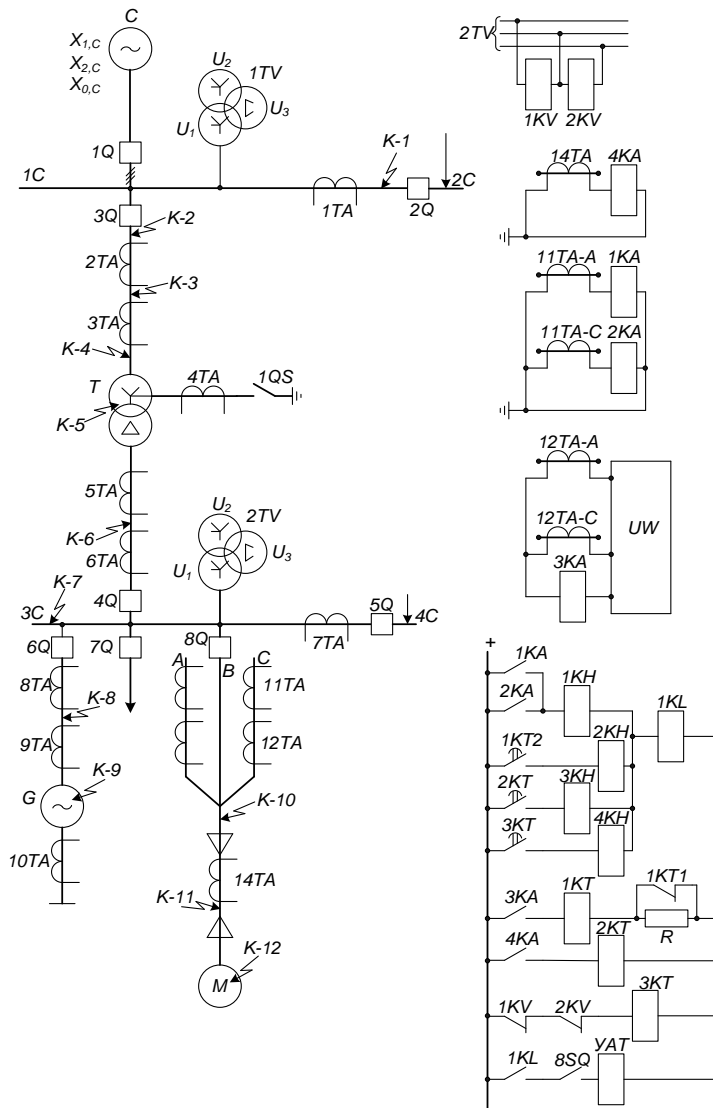 C
X1,C
X2,C
X0,C
U2
1TV
U3
U1
1Q
K-1
1C
2C
1TA
2Q
3Q
K-2
2TA
K-3
3TA
K-4
T
4TA
1QS
K-5
5TA
K-6
6TA
U2
2TV
U3
U1
K-7
4Q
3C
5Q
4C
6Q
7Q
8Q
7TA
A
B
C
8TA
11TA
K-8
9TA
12TA
K-9
G
K-10
10TA
14TA
K-11
K-12
M
2TV
1KV
2KV
14TA
4KA
11TA-A
1KA
11TA-C
2KA
12TA-A
12TA-C
UW
3KA
+
1KA
1KH
2KA
1KL
1KT2
2KH
2KT
3KH
3KT
4KH
3KA
1KT
1KT1
R
4KA
2KT
3KT
1KV
2KV
1KL
8SQ
УАТ